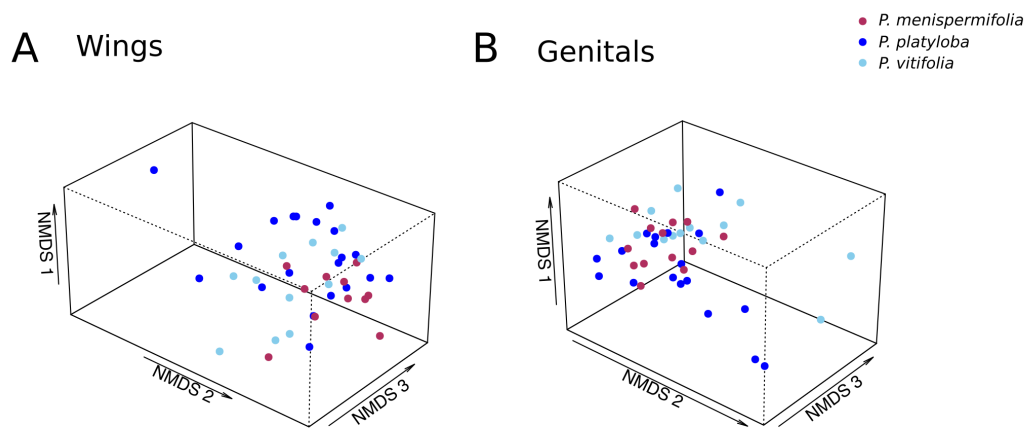 A Wings
B Genitals
P. menispermifolia
P. platyloba
P. vitifolia
NMDS 1
NMDS 2
NMDS 3
NMDS 1
NMDS 2
NMDS 3